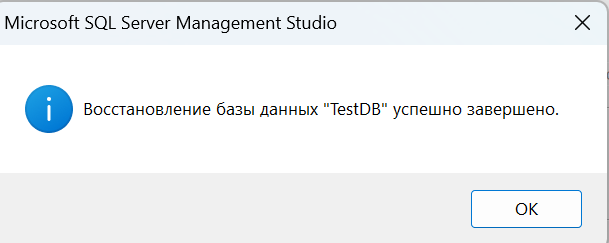 Microsoft SQL Server Management Studio
Восстановление базы данных "TestDB" успешно завершено.
OK